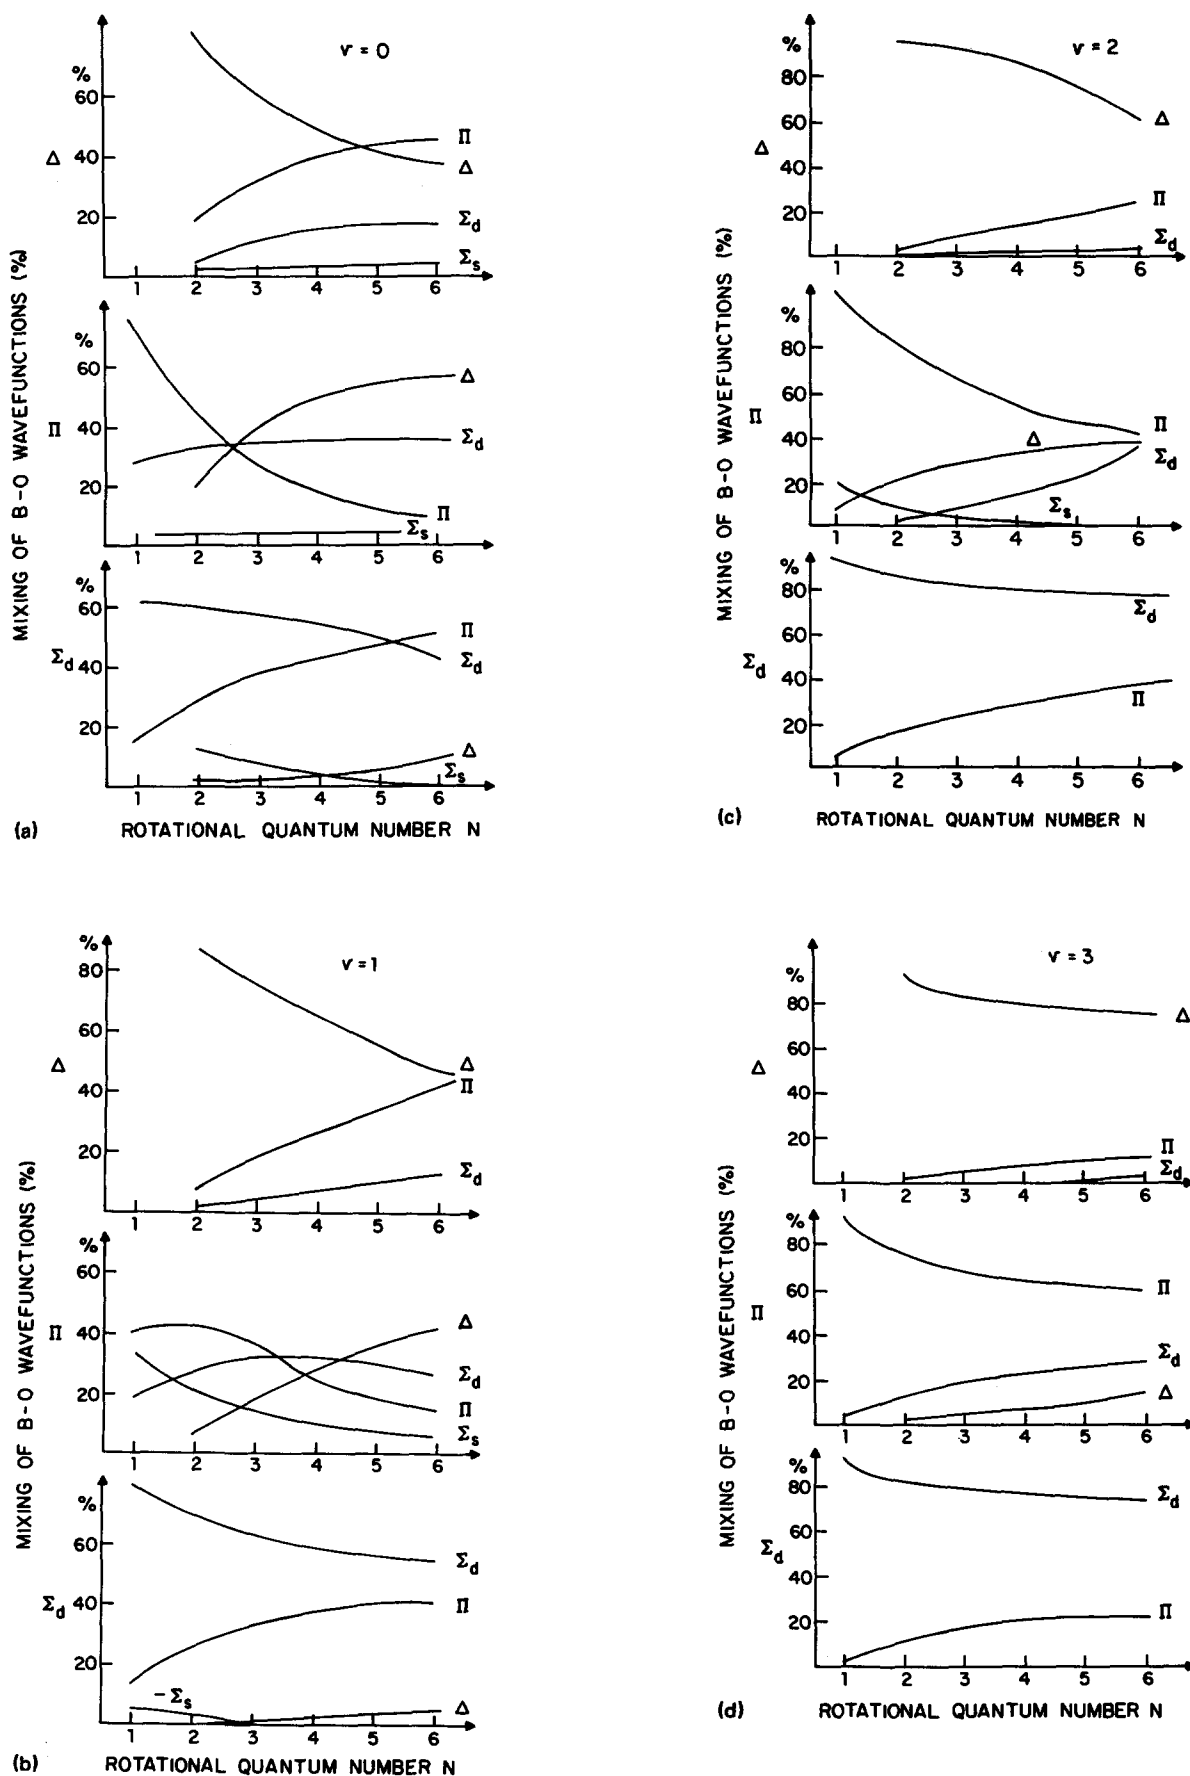 v = 0
%
60
40
20
Δ
Π
Δ
Σd
Σs
1 2 3 4 5 6
%
60
40
20
Π
Δ
Σd
Π
Σs
1 2 3 4 5 6
%
60
40
20
Σd
Π
Σd
Δ
Σs
1 2 3 4 5 6
MIXING OF B-O WAVEFUNCTIONS (%)
(a) ROTATIONAL QUANTUM NUMBER N
v = 2
%
80
60
40
20
Δ
Δ
Π
Σd
1 2 3 4 5 6
%
80
60
40
20
Π
Δ
Π
Σd
Σs
1 2 3 4 5 6
%
80
60
40
20
Σd
Σd
Π
1 2 3 4 5 6
MIXING OF B-O WAVEFUNCTIONS (%)
(c) ROTATIONAL QUANTUM NUMBER N
v = 1
%
80
60
40
20
Δ
Δ
Π
Σd
1 2 3 4 5 6
%
60
40
20
Π
Δ
Σd
Π
Σs
1 2 3 4 5 6
%
60
40
20
Σd
Σd
Π
-Σs
Δ
1 2 3 4 5 6
MIXING OF B-O WAVEFUNCTIONS (%)
(b) ROTATIONAL QUANTUM NUMBER N
v = 3
%
80
60
40
20
Δ
Δ
Π
Σd
1 2 3 4 5 6
%
80
60
40
20
Π
Π
Σd
Δ
1 2 3 4 5 6
%
80
60
40
20
Σd
Σd
Π
1 2 3 4 5 6
MIXING OF B-O WAVEFUNCTIONS (%)
(d) ROTATIONAL QUANTUM NUMBER N